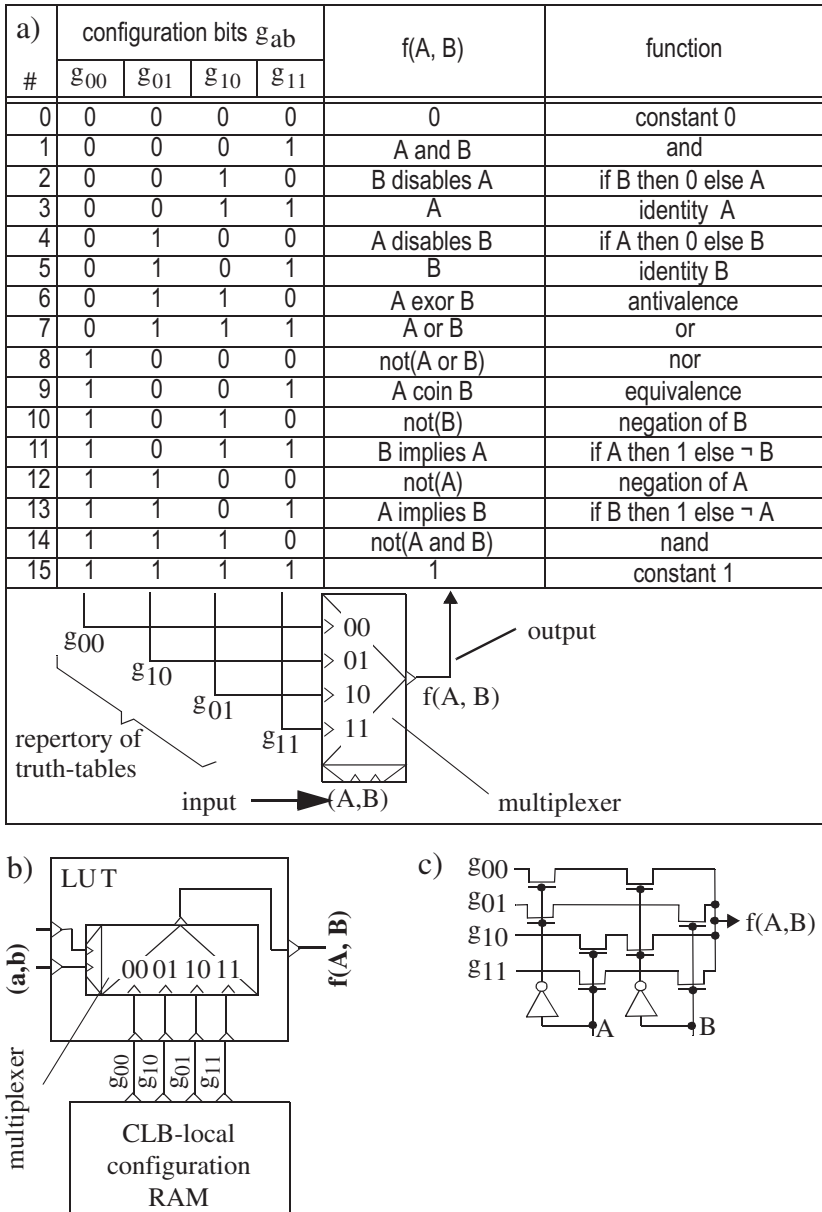 a) configuration bits gab f(A, B) function
# g00 g01 g10 g11
0 0 0 0 0 0 constant 0
1 0 0 0 1 A and B and
2 0 0 1 0 B disables A if B then 0 else A
3 0 0 1 1 A identity A
4 0 1 0 0 A disables B if A then 0 else B
5 0 1 0 1 B identity B
6 0 1 1 0 A exor B antivalence
7 0 1 1 1 A or B or
8 1 0 0 0 not(A or B) nor
9 1 0 0 1 A coin B equivalence
10 1 0 1 0 not(B) negation of B
11 1 0 1 1 B implies A if A then 1 else ¬ B
12 1 1 0 0 not(A) negation of A
13 1 1 0 1 A implies B if B then 1 else ¬ A
14 1 1 1 0 not(A and B) nand
15 1 1 1 1 1 constant 1
g00 00 output
g10 01
g01 10 f(A, B)
g11 11
repertory of
truth-tables
input (A,B) multiplexer
b) LUT
(a,b)
00 01 10 11
f(A, B)
multiplexer
g00 g10 g01 g11
CLB-local
configuration
RAM
c)
g00
g01
g10
g11
f(A,B)
A B